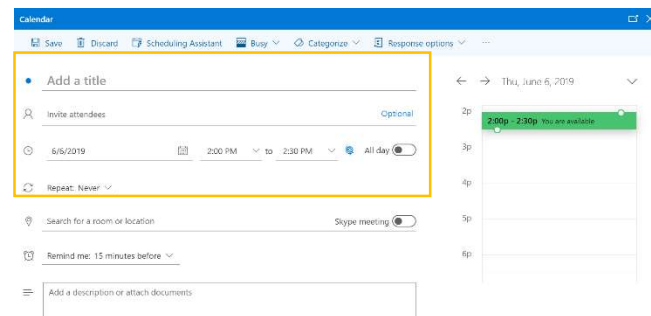 Calendar
Save Discard Scheduling Assistant Busy Categorize Response options ...
Add a title
Thu, June 6, 2019
Invite attendees Optional
2p
2:00p - 2:30p You are available
6/6/2019 2:00 PM to 2:30 PM All day
3p
4p
Repeat: Never
Search for a room or location Skype meeting
5p
Remind me: 15 minutes before
6p
Add a description or attach documents